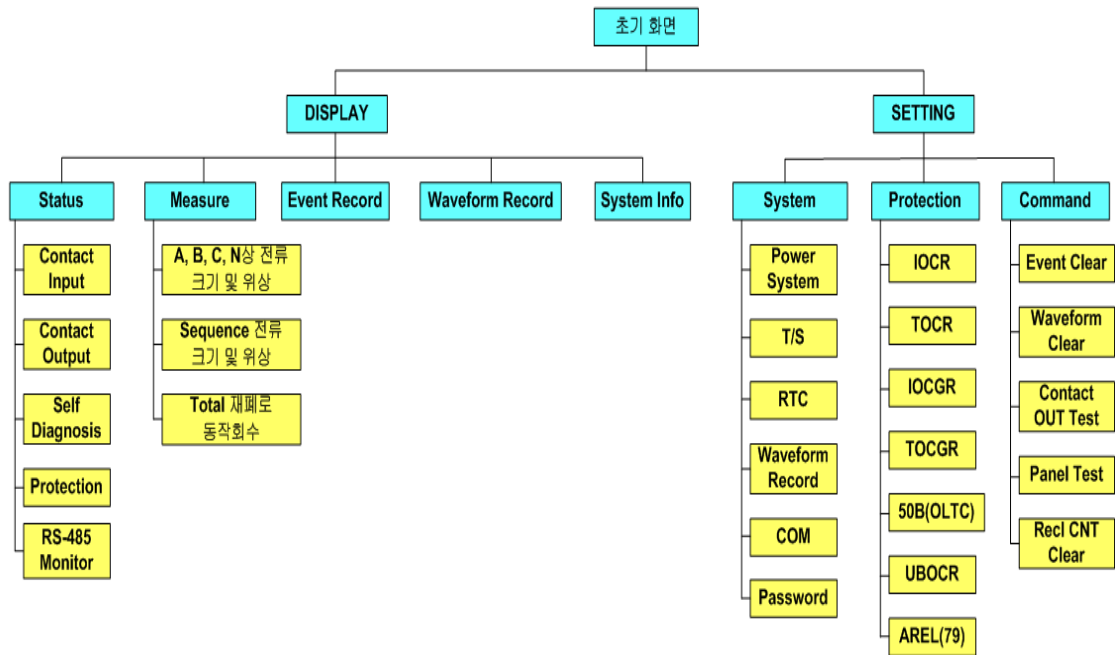 초기 화면
DISPLAY
SETTING
Status
Measure
Event Record
Waveform Record
System Info
System
Protection
Command
Contact
Input
Contact
Output
Self
Diagnosis
Protection
RS-485
Monitor
A, B, C, N상 전류
크기 및 위상
Sequence 전류
크기 및 위상
Total 재폐로
동작회수
Power
System
T/S
RTC
Waveform
Record
COM
Password
IOCR
TOCR
IOCGR
TOCGR
50B(OLTC)
UBOCR
AREL(79)
Event Clear
Waveform
Clear
Contact
OUT Test
Panel Test
Recl CNT
Clear